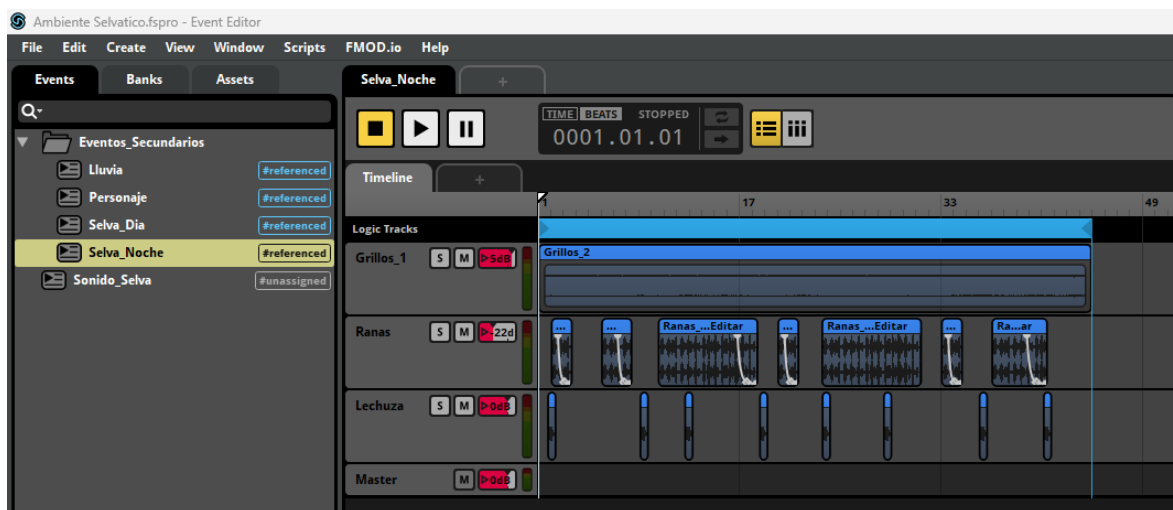 Ambiente Selvatico.fspro - Event Editor
File Edit Create View Window Scripts FMOD.io Help
Events Banks Assets
Selva_Noche +
TIME BEATS STOPPED
0001.01.01
Eventos_Secundarios
Lluvia #referenced
Personaje #referenced
Selva_Dia #referenced
Selva_Noche #referenced
Sonido_Selva #unassigned
Timeline +
1 17 33 49
Logic Tracks
Grillos_1 S M 5dB Grillos_2
Ranas S M -22d ... ... Ranas_...Editar ... Ranas_...Editar ... Ra...ar
Lechuza S M 0dB
Master M 0dB